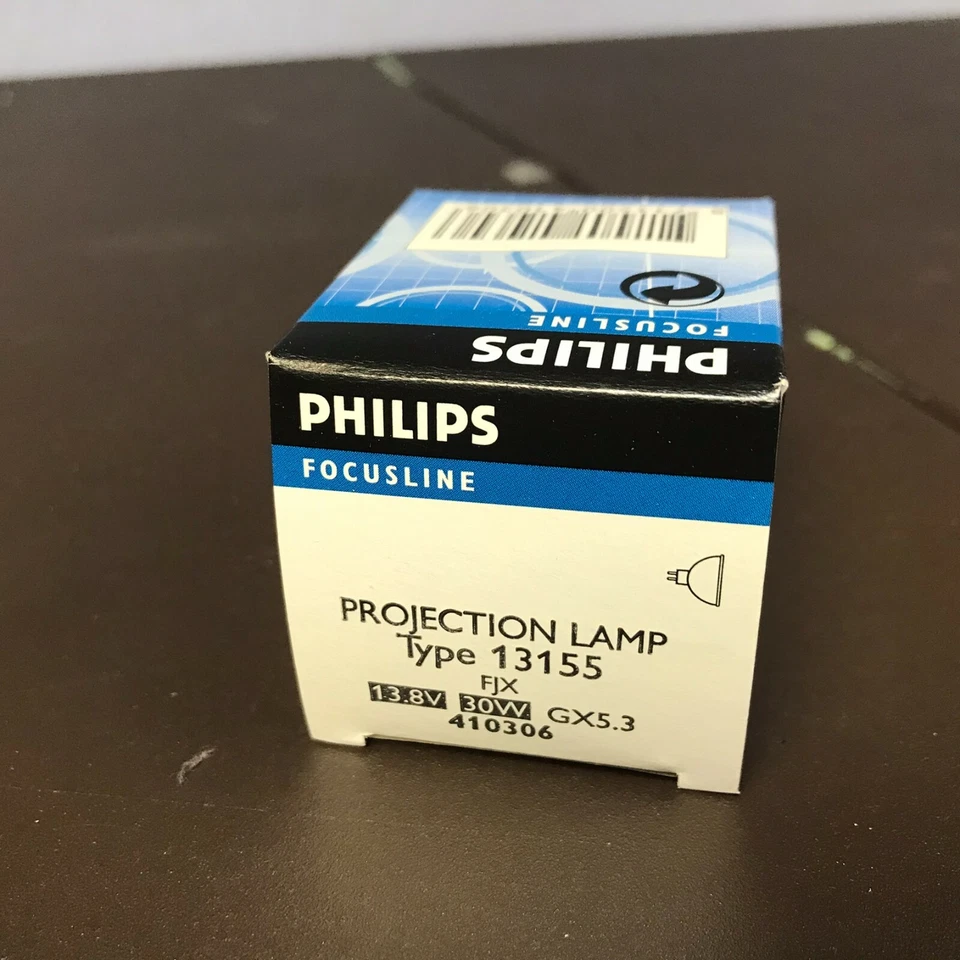 FOCUSLINE
PHILIPS
PHILIPS
FOCUSLINE
PROJECTION LAMP
Type 13155
FJX
13.8V 30W GX5.3
410306